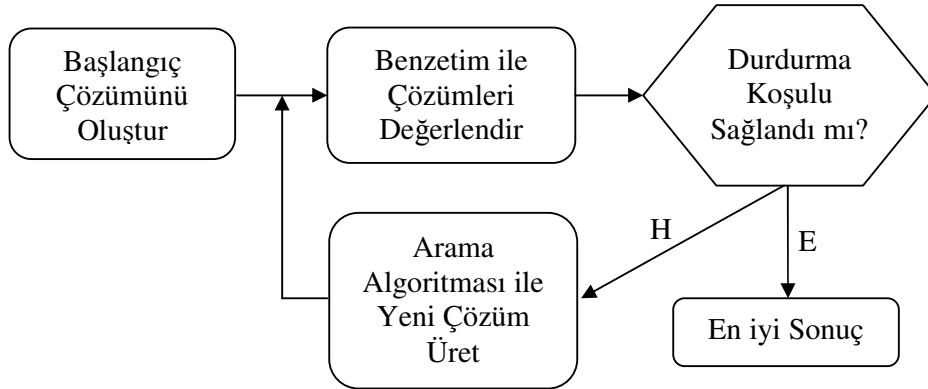 Başlangıç
Çözümünü
Oluştur
Benzetim ile
Çözümleri
Değerlendir
Durdurma
Koşulu
Sağlandı mı?
H
E
Arama
Algoritması ile
Yeni Çözüm
Üret
En iyi Sonuç